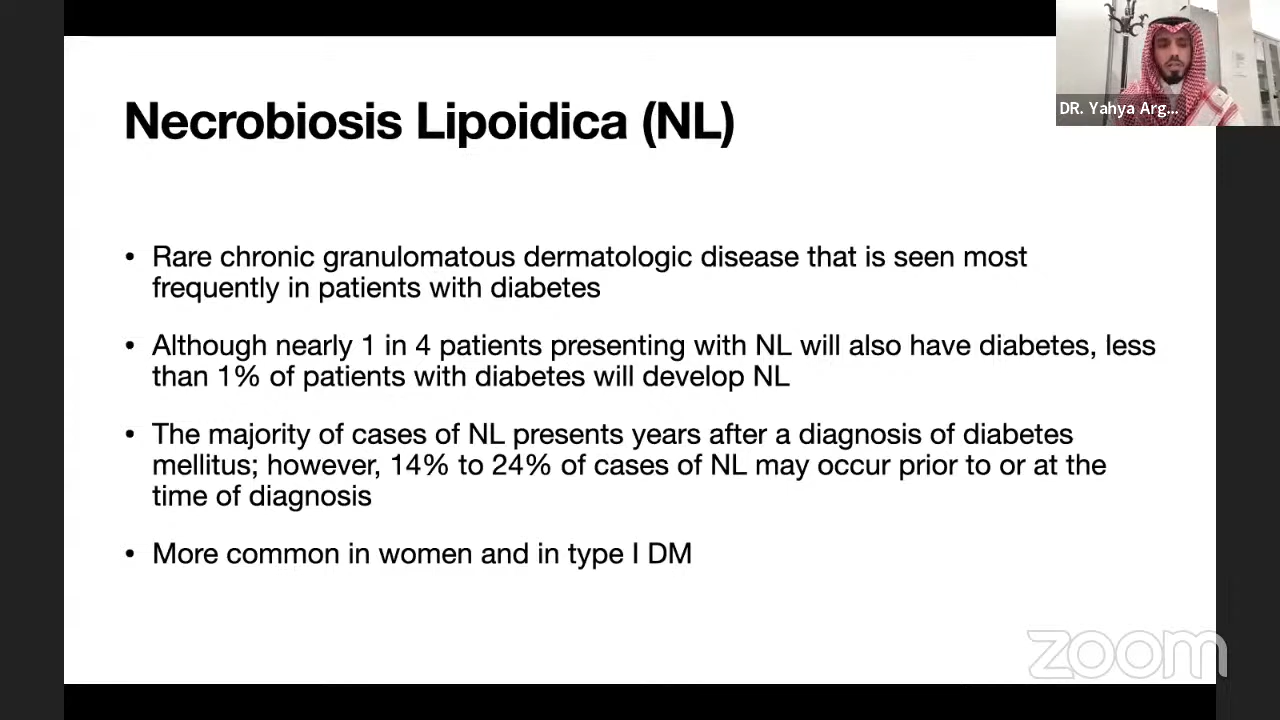 DR. Yahya Arg...
Necrobiosis Lipoidica (NL)
• Rare chronic granulomatous dermatologic disease that is seen most
frequently in patients with diabetes
• Although nearly 1 in 4 patients presenting with NL will also have diabetes, less
than 1% of patients with diabetes will develop NL
• The majority of cases of NL presents years after a diagnosis of diabetes
mellitus; however, 14% to 24% of cases of NL may occur prior to or at the
time of diagnosis
• More common in women and in type I DM
zoom